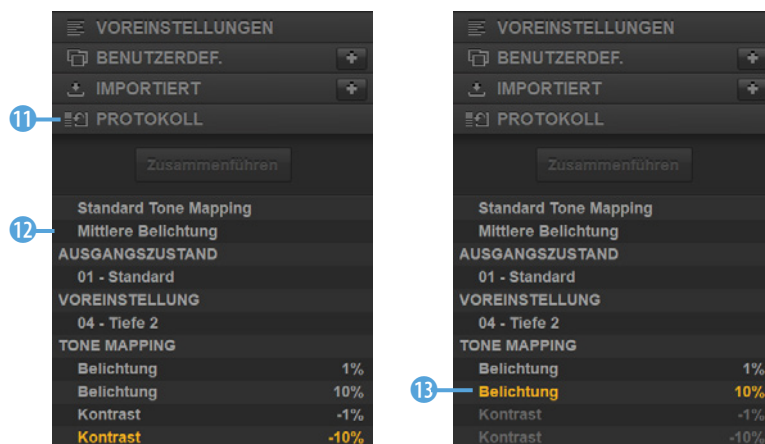 VOREINSTELLUNGEN
BENUTZERDEF.
IMPORTIERT
11 PROTOKOLL
Zusammenführen
Standard Tone Mapping
12 Mittlere Belichtung
AUSGANGSZUSTAND
01 - Standard
VOREINSTELLUNG
04 - Tiefe 2
TONE MAPPING
Belichtung 1%
Belichtung 10%
Kontrast -1%
Kontrast -10%
VOREINSTELLUNGEN
BENUTZERDEF.
IMPORTIERT
PROTOKOLL
Zusammenführen
Standard Tone Mapping
Mittlere Belichtung
AUSGANGSZUSTAND
01 - Standard
VOREINSTELLUNG
04 - Tiefe 2
TONE MAPPING
Belichtung 1%
13 Belichtung 10%
Kontrast -1%
Kontrast -10%